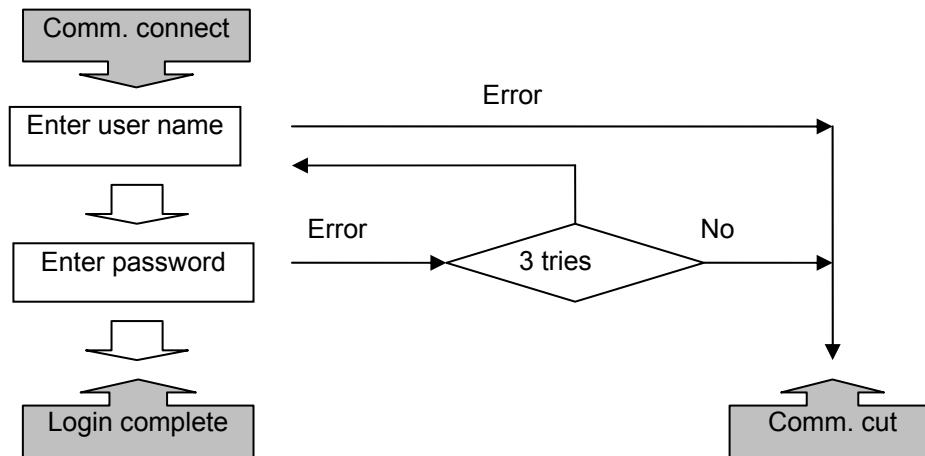 Comm. connect
Error
Enter user name
Error
No
Enter password
3 tries
Login complete
Comm. cut